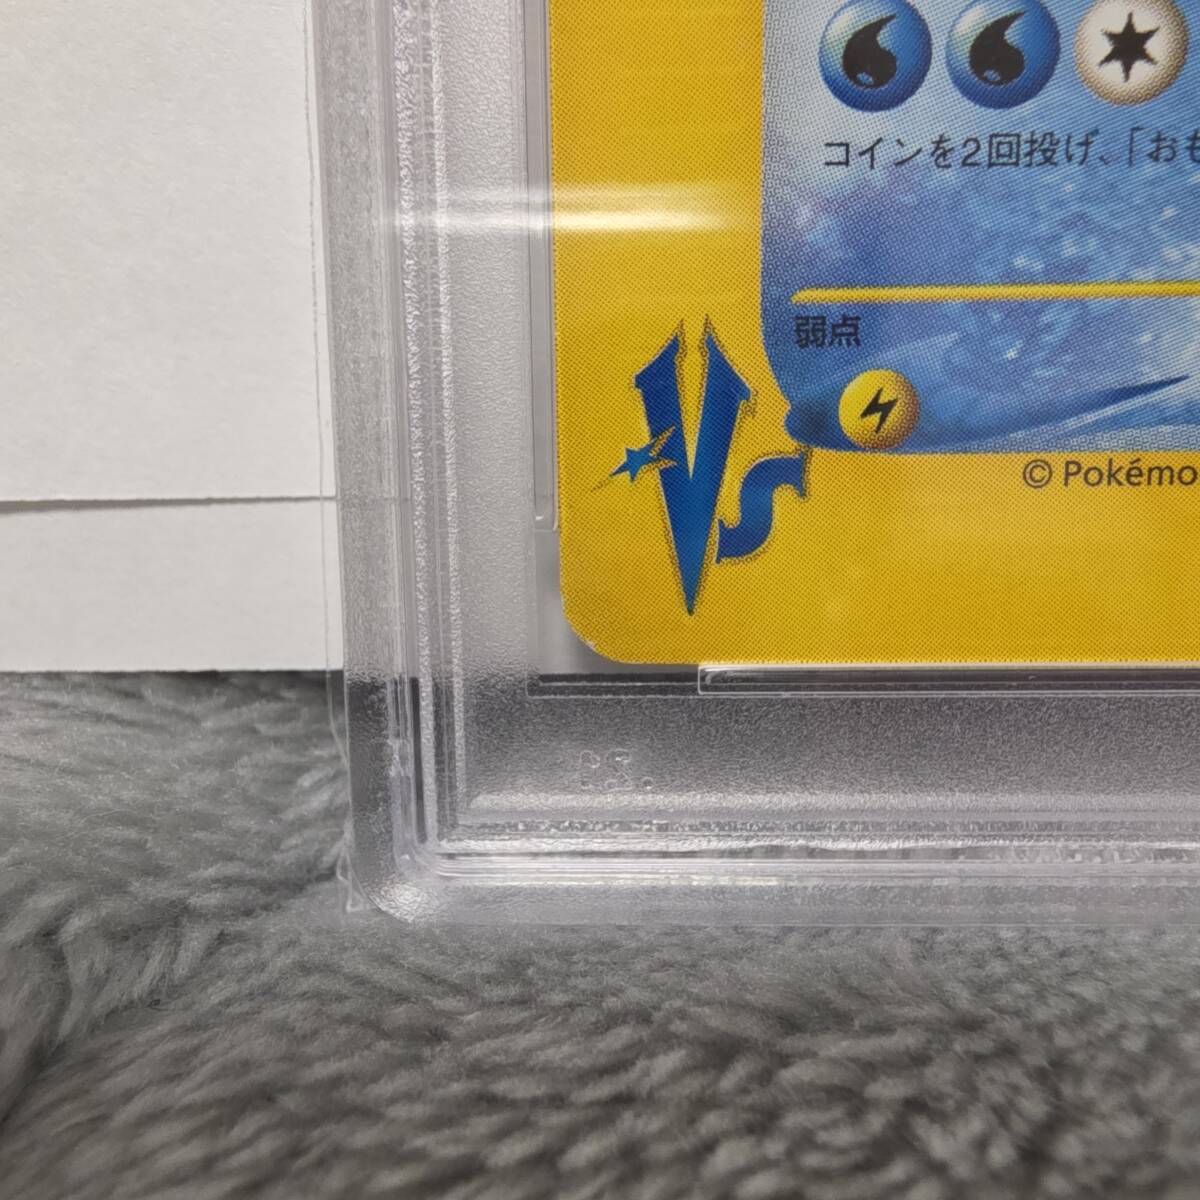 コインを2回投げ、「おも
弱点
VS
© Pokémo